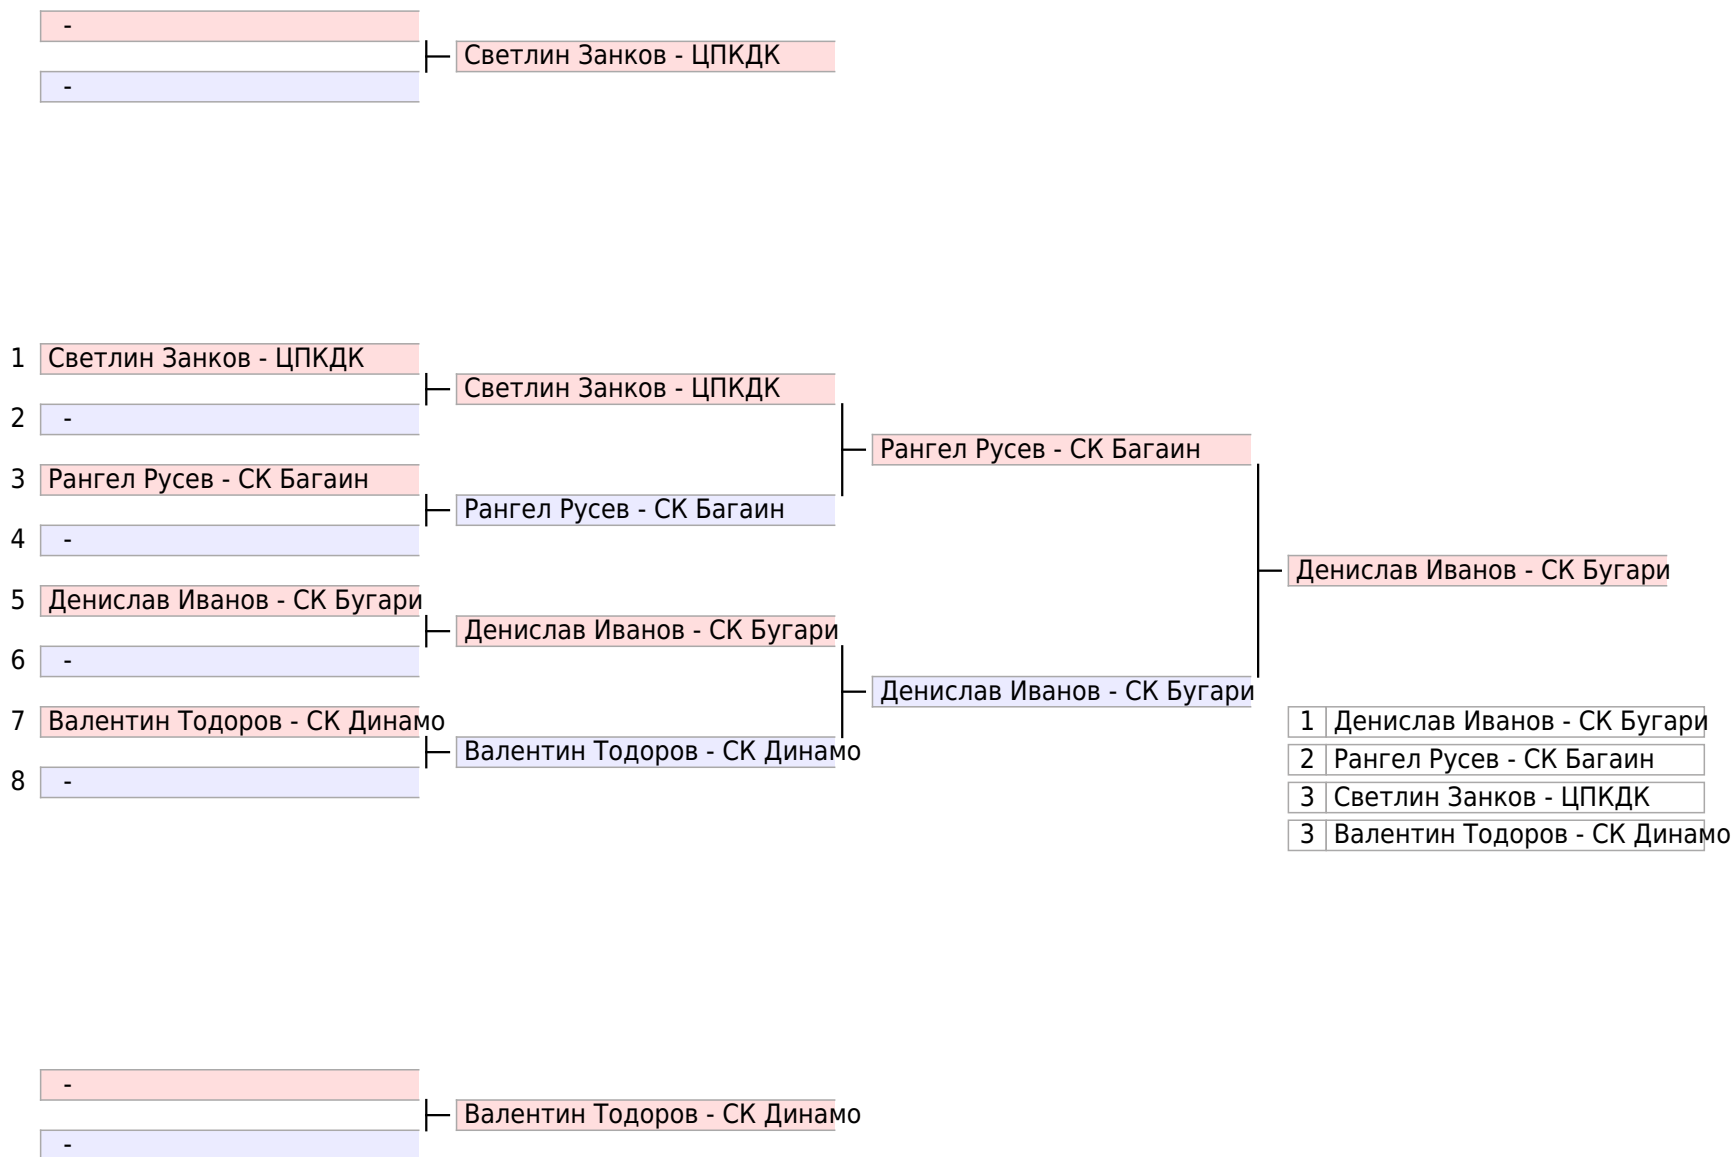 -
Светлин Занков - ЦПКДК
-
1 Светлин Занков - ЦПКДК
Светлин Занков - ЦПКДК
2 -
Рангел Русев - СК Багаин
3 Рангел Русев - СК Багаин
Рангел Русев - СК Багаин
4 -
Денислав Иванов - СК Бугари
5 Денислав Иванов - СК Бугари
Денислав Иванов - СК Бугари
6 -
Денислав Иванов - СК Бугари
7 Валентин Тодоров - СК Динамо
Валентин Тодоров - СК Динамо
8 -
1 Денислав Иванов - СК Бугари
2 Рангел Русев - СК Багаин
3 Светлин Занков - ЦПКДК
3 Валентин Тодоров - СК Динамо
-
Валентин Тодоров - СК Динамо
-